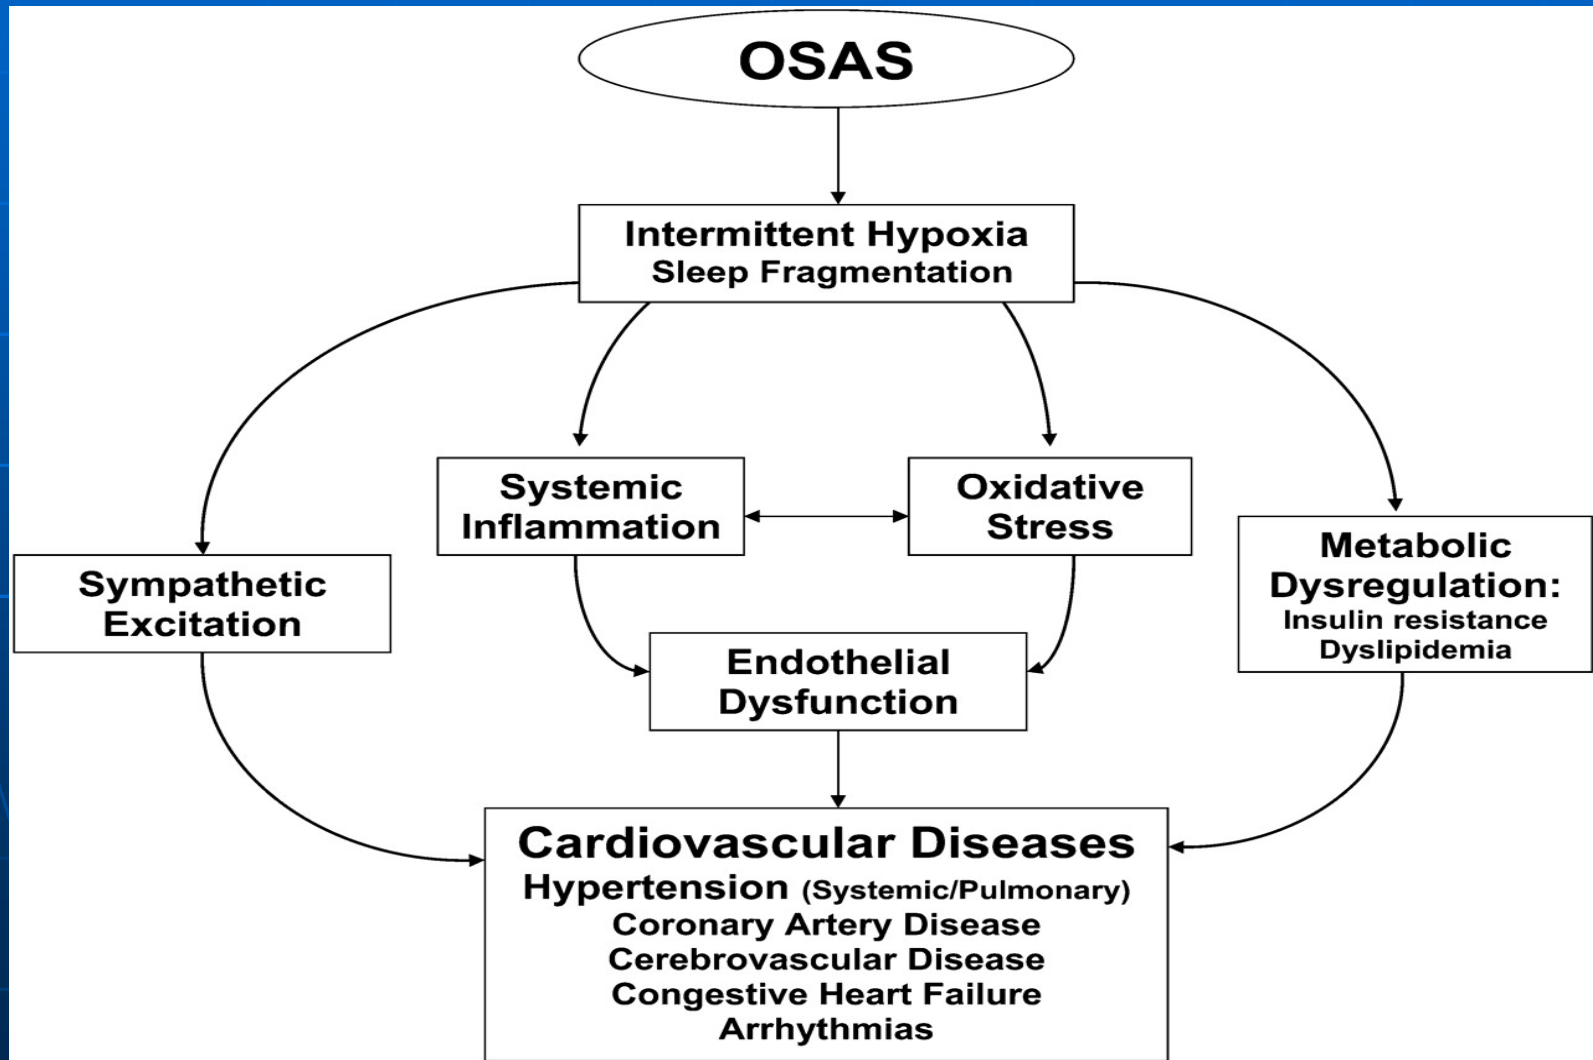 OSAS
Intermittent Hypoxia
Sleep Fragmentation
Systemic
Inflammation
Oxidative
Stress
Sympathetic
Excitation
Metabolic
Dysregulation:
Insulin resistance
Dyslipidemia
Endothelial
Dysfunction
Cardiovascular Diseases
Hypertension (Systemic/Pulmonary)
Coronary Artery Disease
Cerebrovascular Disease
Congestive Heart Failure
Arrhythmias